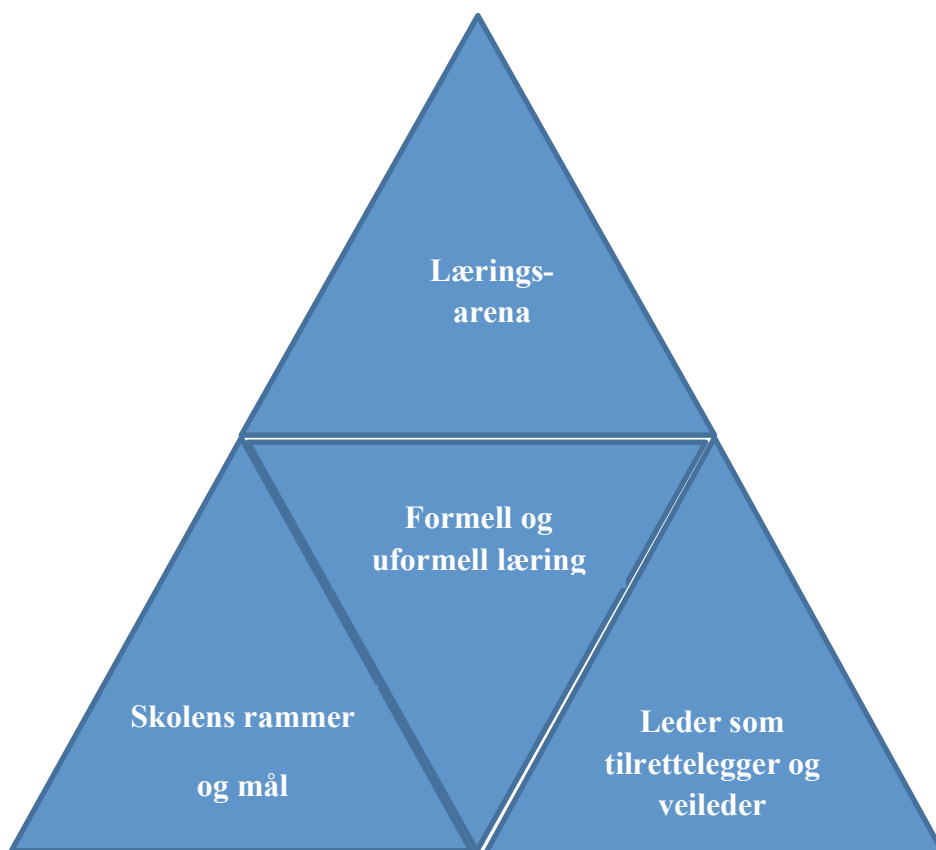 Lærings-
arena
Formell og
uformell læring
Skolens rammer
og mål
Leder som
tilrettelegger og
veileder